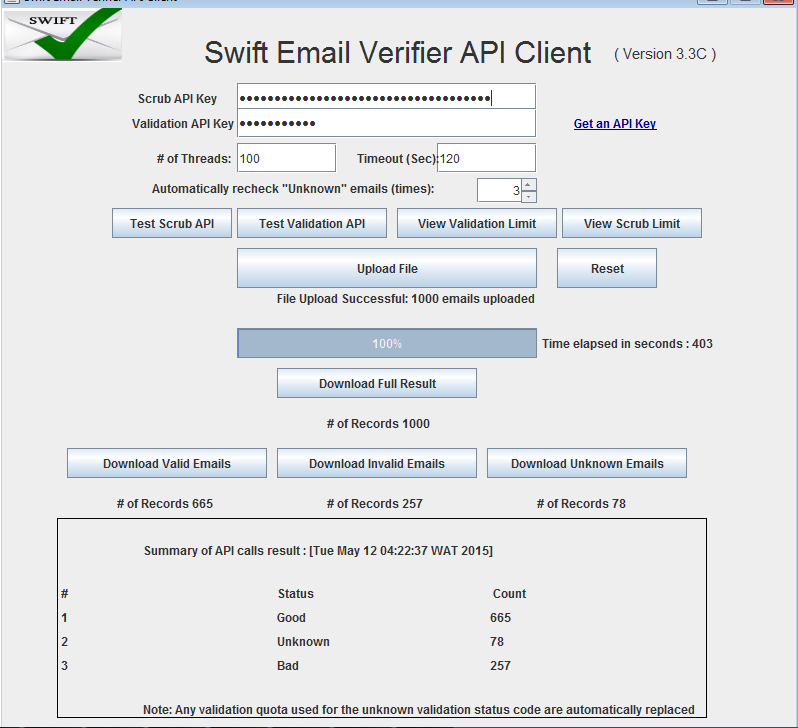 SWIFT
Swift Email Verifier API Client ( Version 3.3C )
Scrub API Key
Validation API Key Get an API Key
# of Threads: 100 Timeout (Sec): 120
Automatically recheck "Unknown" emails (times): 3
Test Scrub API Test Validation API View Validation Limit View Scrub Limit
Upload File Reset
File Upload Successful: 1000 emails uploaded
100% Time elapsed in seconds : 403
Download Full Result
# of Records 1000
Download Valid Emails Download Invalid Emails Download Unknown Emails
# of Records 665 # of Records 257 # of Records 78
Summary of API calls result : [Tue May 12 04:22:37 WAT 2015]
# Status Count
1 Good 665
2 Unknown 78
3 Bad 257
Note: Any validation quota used for the unknown validation status code are automatically replaced